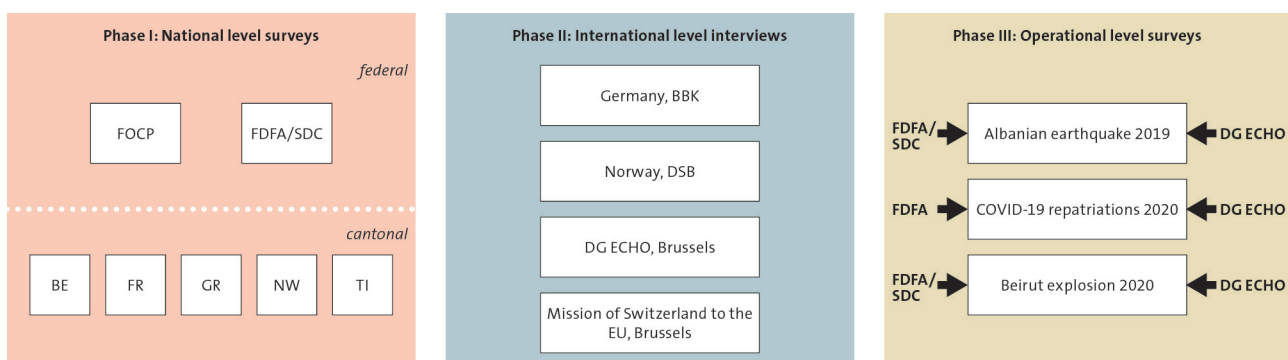 Phase I: National level surveys
federal
FOCP
FDFA/SDC
cantonal
BE
FR
GR
NW
TI
Phase II: International level interviews
Germany, BBK
Norway, DSB
DG ECHO, Brussels
Mission of Switzerland to the
EU, Brussels
Phase III: Operational level surveys
FDFA/
SDC
Albanian earthquake 2019
DG ECHO
FDFA
COVID-19 repatriations 2020
DG ECHO
FDFA/
SDC
Beirut explosion 2020
DG ECHO